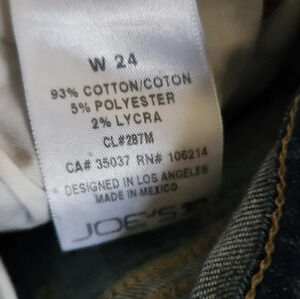 W 24
93% COTTON/COTON
5% POLYESTER
2% LYCRA
CL#287M
CA# 35037 RN# 106214
DESIGNED IN LOS ANGELES
MADE IN MEXICO
JOE'S